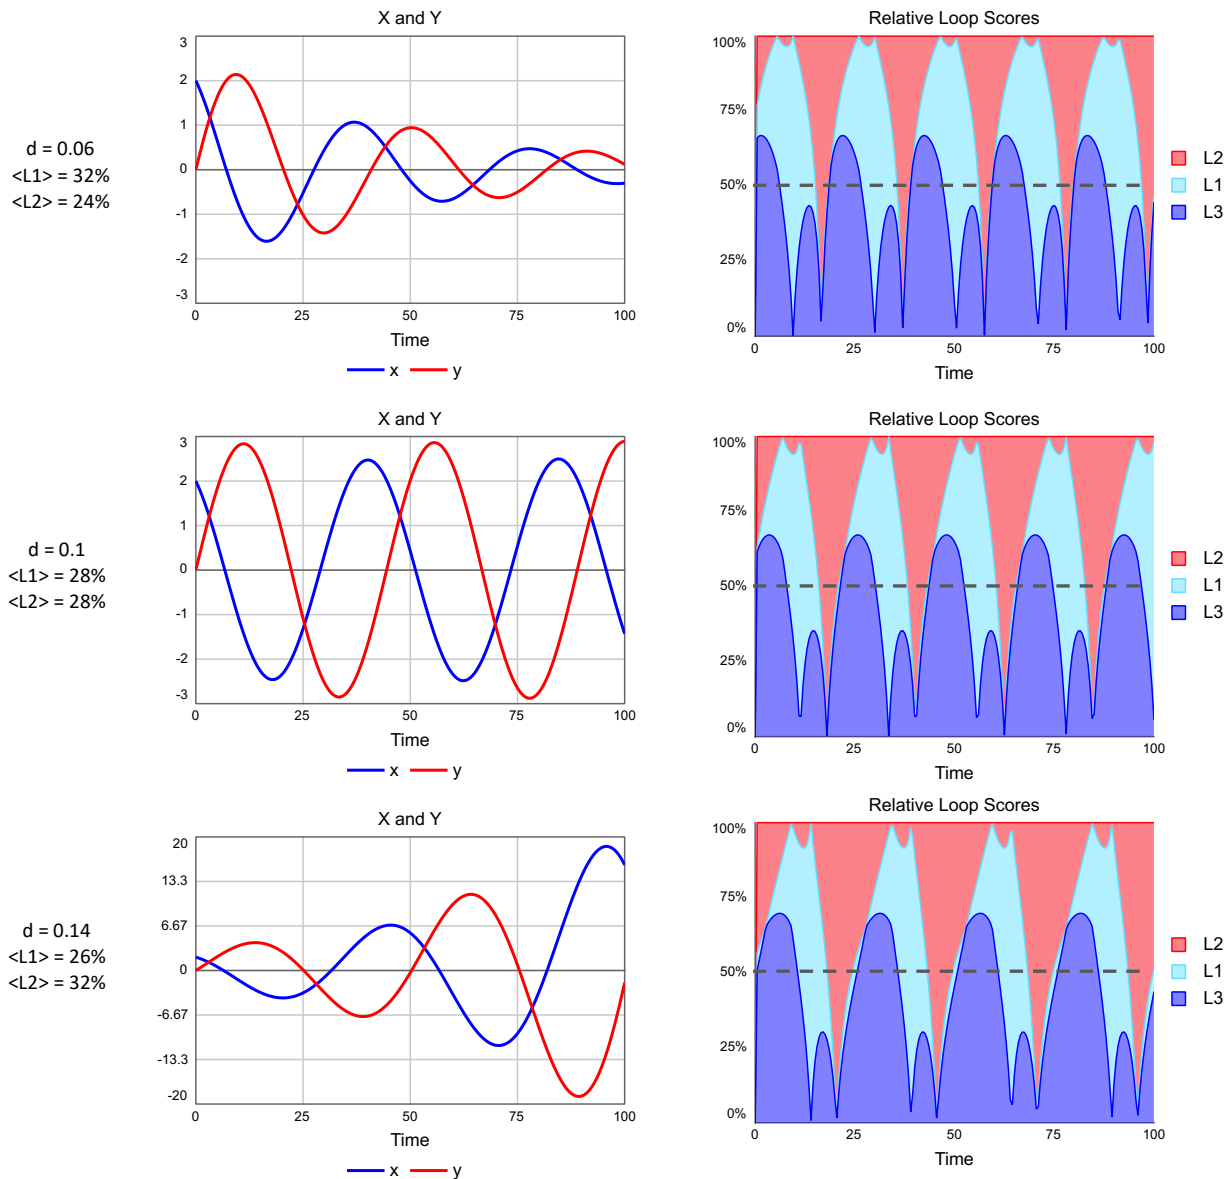 X and Y
3
2
1
0
-1
-2
-3
0 25 50 75 100
Time
x y
d = 0.06
<L1> = 32%
<L2> = 24%
Relative Loop Scores
100%
75%
50%
25%
0%
0 25 50 75 100
Time
L2
L1
L3
X and Y
3
2
1
0
-1
-2
-3
0 25 50 75 100
Time
x y
d = 0.1
<L1> = 28%
<L2> = 28%
Relative Loop Scores
100%
75%
50%
25%
0%
0 25 50 75 100
Time
L2
L1
L3
X and Y
20
13.3
6.67
0
-6.67
-13.3
-20
0 25 50 75 100
Time
x y
d = 0.14
<L1> = 26%
<L2> = 32%
Relative Loop Scores
100%
75%
50%
25%
0%
0 25 50 75 100
Time
L2
L1
L3